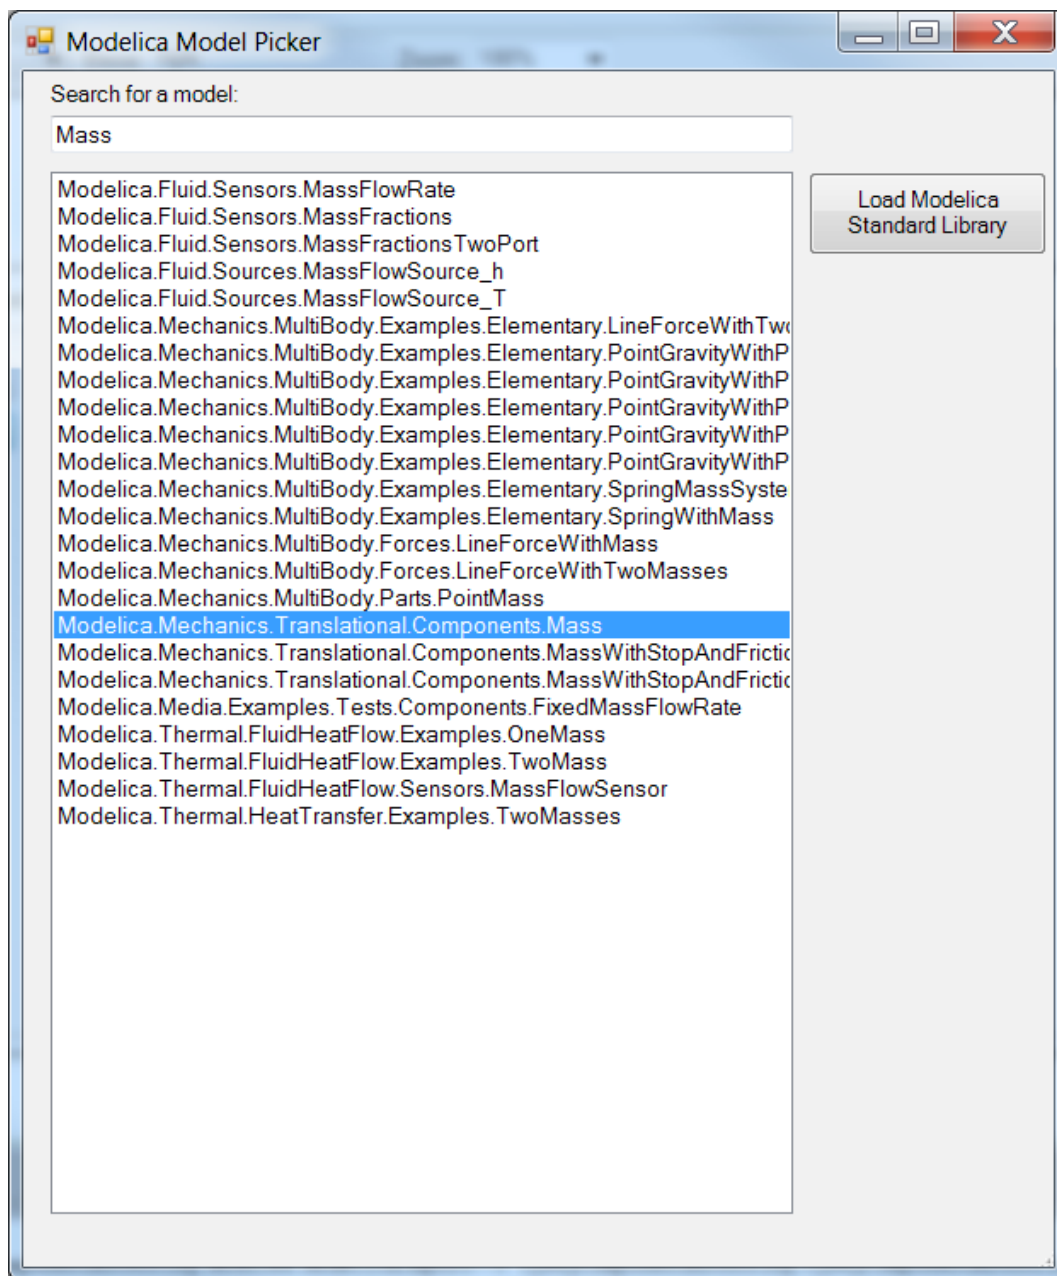 Modelica Model Picker
Search for a model:
Mass
Modelica.Fluid.Sensors.MassFlowRate
Modelica.Fluid.Sensors.MassFractions
Modelica.Fluid.Sensors.MassFractionsTwoPort
Modelica.Fluid.Sources.MassFlowSource_h
Modelica.Fluid.Sources.MassFlowSource_T
Modelica.Mechanics.MultiBody.Examples.Elementary.LineForceWithTwo
Modelica.Mechanics.MultiBody.Examples.Elementary.PointGravityWithP
Modelica.Mechanics.MultiBody.Examples.Elementary.PointGravityWithP
Modelica.Mechanics.MultiBody.Examples.Elementary.PointGravityWithP
Modelica.Mechanics.MultiBody.Examples.Elementary.PointGravityWithP
Modelica.Mechanics.MultiBody.Examples.Elementary.PointGravityWithP
Modelica.Mechanics.MultiBody.Examples.Elementary.SpringMassSyste
Modelica.Mechanics.MultiBody.Examples.Elementary.SpringWithMass
Modelica.Mechanics.MultiBody.Forces.LineForceWithMass
Modelica.Mechanics.MultiBody.Forces.LineForceWithTwoMasses
Modelica.Mechanics.MultiBody.Parts.PointMass
Modelica.Mechanics.Translational.Components.Mass
Modelica.Mechanics.Translational.Components.MassWithStopAndFrictio
Modelica.Mechanics.Translational.Components.MassWithStopAndFrictio
Modelica.Media.Examples.Tests.Components.FixedMassFlowRate
Modelica.Thermal.FluidHeatFlow.Examples.OneMass
Modelica.Thermal.FluidHeatFlow.Examples.TwoMass
Modelica.Thermal.FluidHeatFlow.Sensors.MassFlowSensor
Modelica.Thermal.HeatTransfer.Examples.TwoMasses
Load Modelica
Standard Library